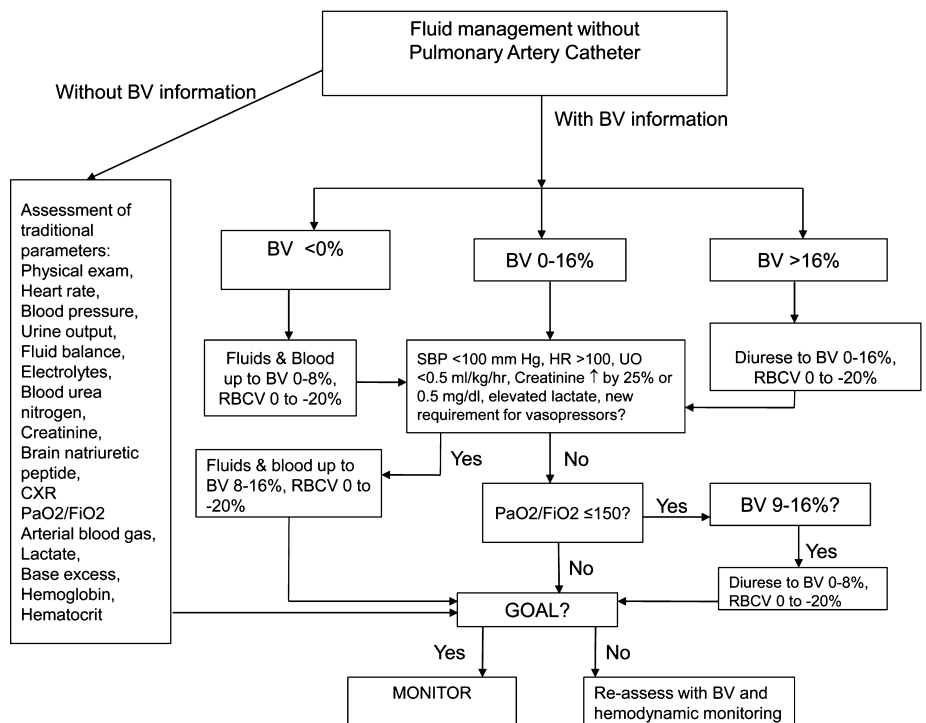 Fluid management without
Pulmonary Artery Catheter
Without BV information
With BV information
Assessment of
traditional
parameters:
Physical exam,
Heart rate,
Blood pressure,
Urine output,
Fluid balance,
Electrolytes,
Blood urea
nitrogen,
Creatinine,
Brain natriuretic
peptide,
CXR
PaO2/FiO2
Arterial blood gas,
Lactate,
Base excess,
Hemoglobin,
Hematocrit
BV <0%
BV 0-16%
BV >16%
Fluids & Blood
up to BV 0-8%,
RBCV 0 to -20%
SBP <100 mm Hg, HR >100, UO
<0.5 ml/kg/hr, Creatinine ↑ by 25% or
0.5 mg/dl, elevated lactate, new
requirement for vasopressors?
Diurese to BV 0-16%,
RBCV 0 to -20%
Yes
No
Fluids & blood up to
BV 8-16%, RBCV 0 to
-20%
PaO2/FiO2 ≤150?
Yes
BV 9-16%?
Yes
No
Diurese to BV 0-8%,
RBCV 0 to -20%
GOAL?
Yes
No
MONITOR
Re-assess with BV and
hemodynamic monitoring